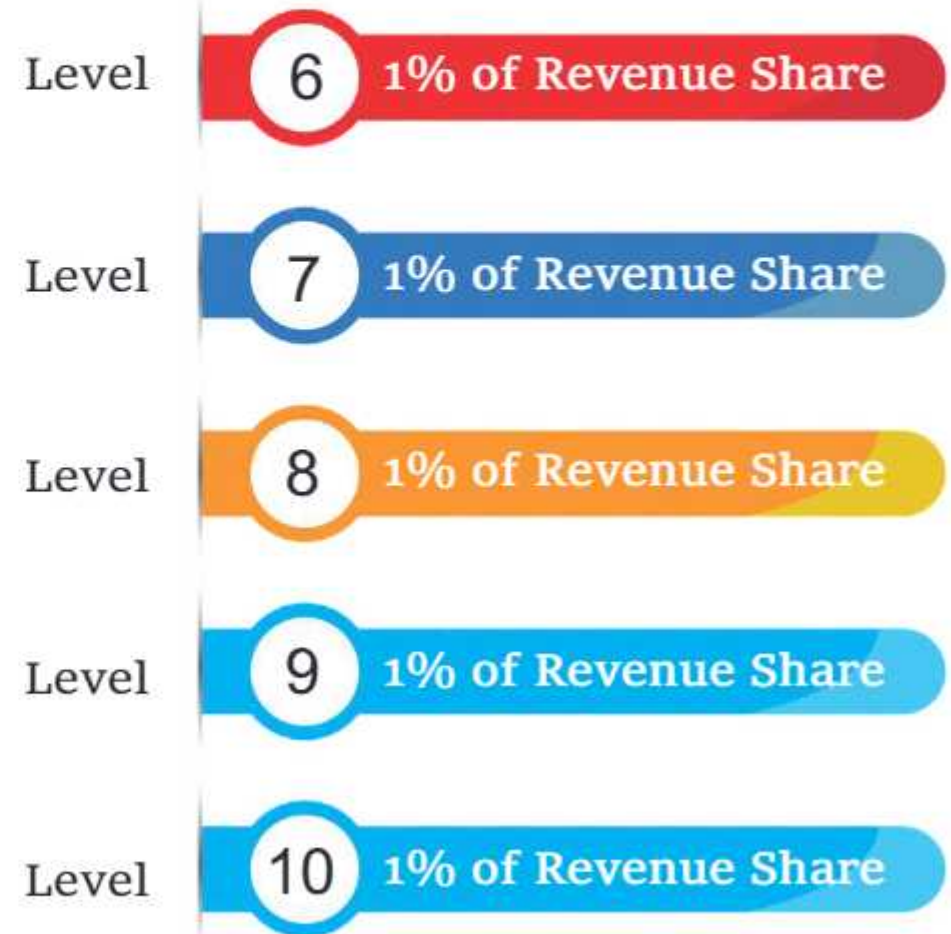 Level 6 1% of Revenue Share
Level 7 1% of Revenue Share
Level 8 1% of Revenue Share
Level 9 1% of Revenue Share
Level 10 1% of Revenue Share